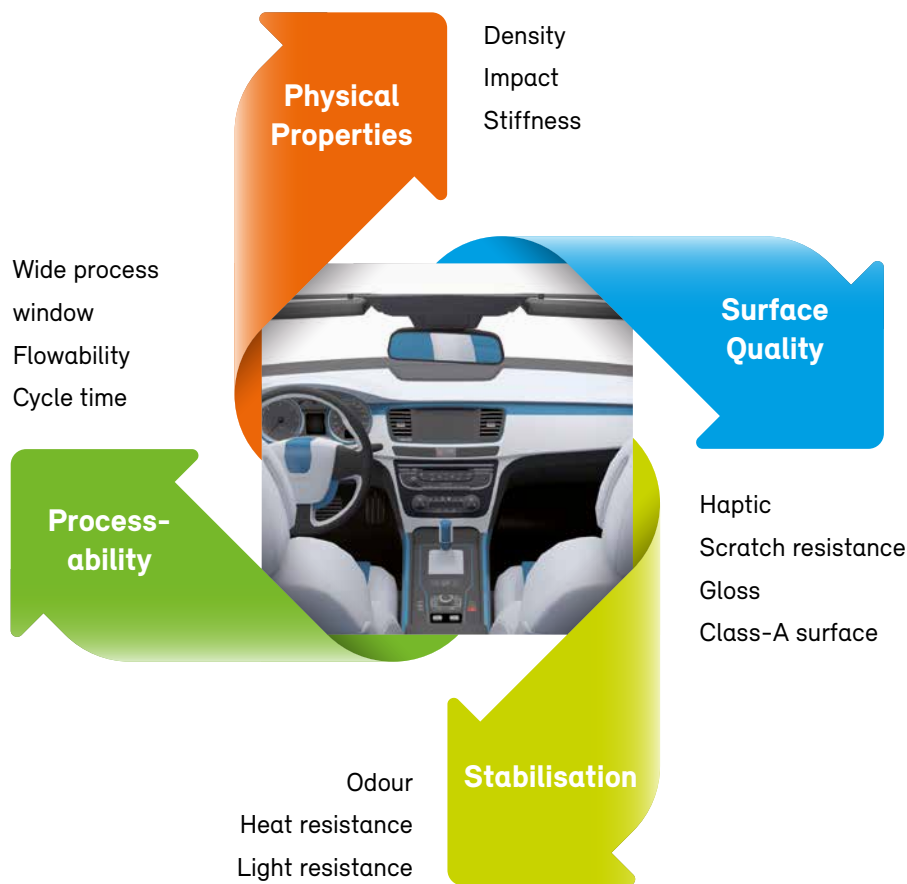 Physical
Properties
Density
Impact
Stiffness
Surface
Quality
Haptic
Scratch resistance
Gloss
Class-A surface
Stabilisation
Odour
Heat resistance
Light resistance
Process-
ability
Wide process
window
Flowability
Cycle time